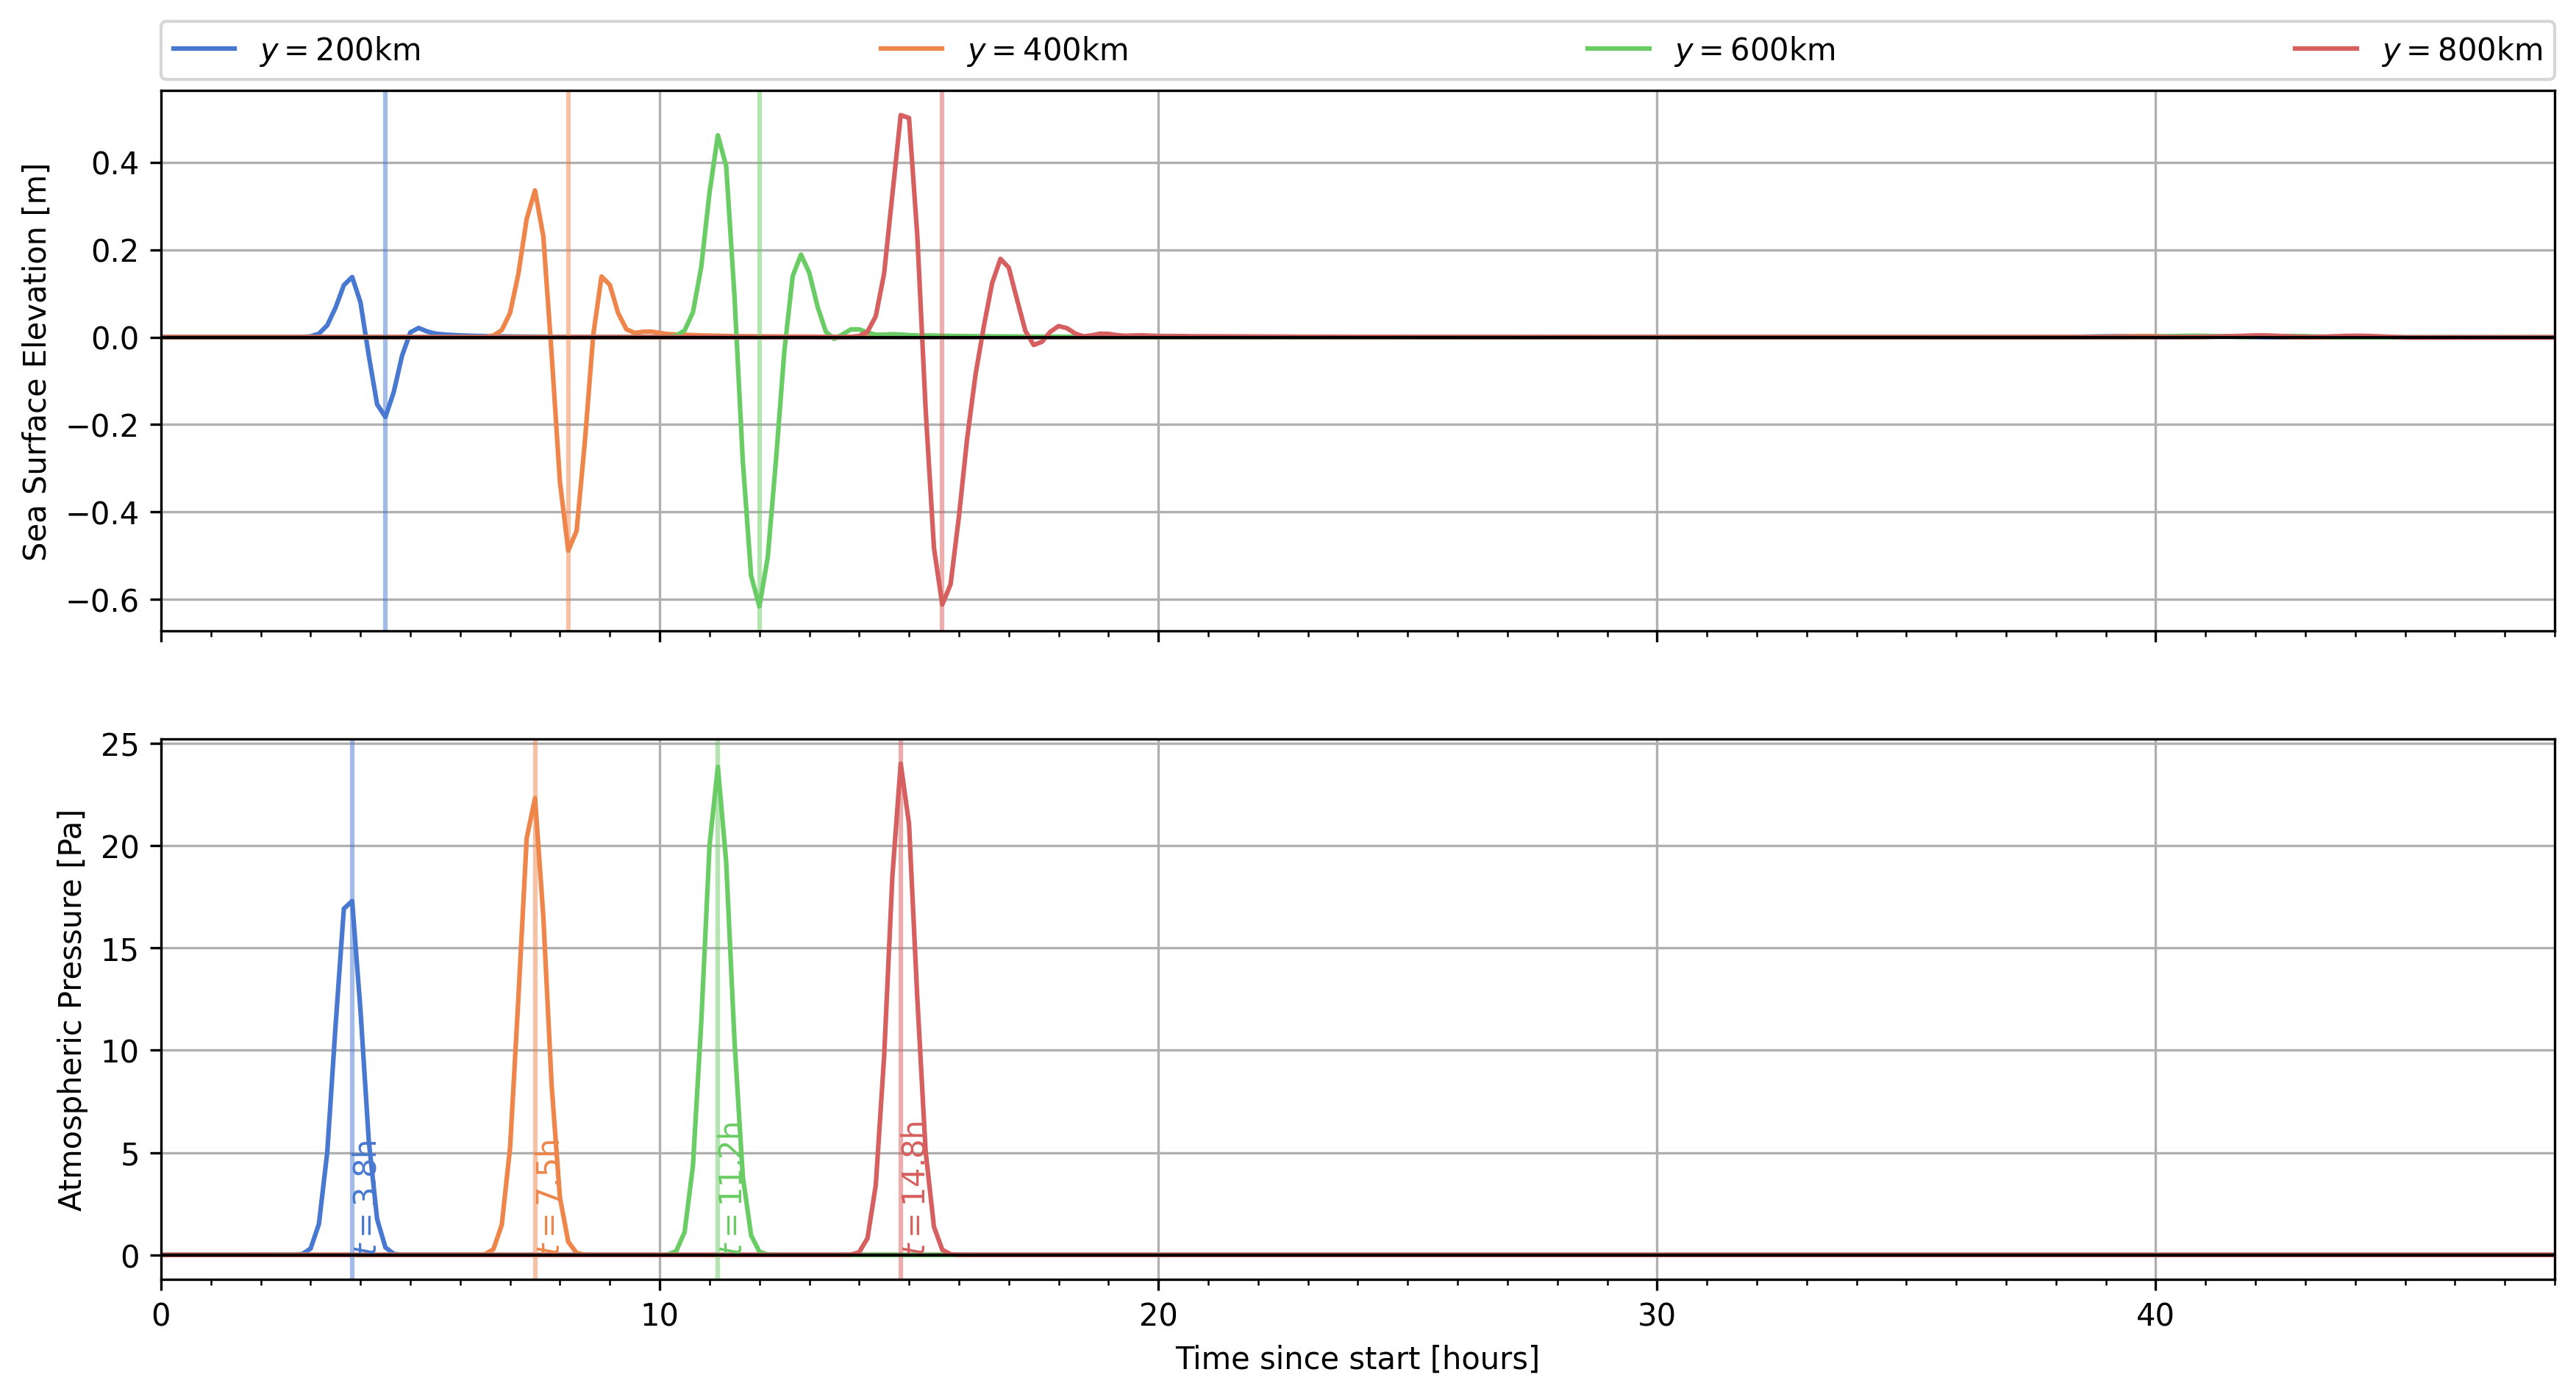 y = 200km y = 400km y = 600km y = 800km
Sea Surface Elevation [m]
0.4
0.2
0.0
−0.2
−0.4
−0.6
Atmospheric Pressure [Pa]
25
20
15
10
5
0
t = 3.8h
t = 7.5h
t = 11.2h
t = 14.8h
0 10 20 30 40
Time since start [hours]